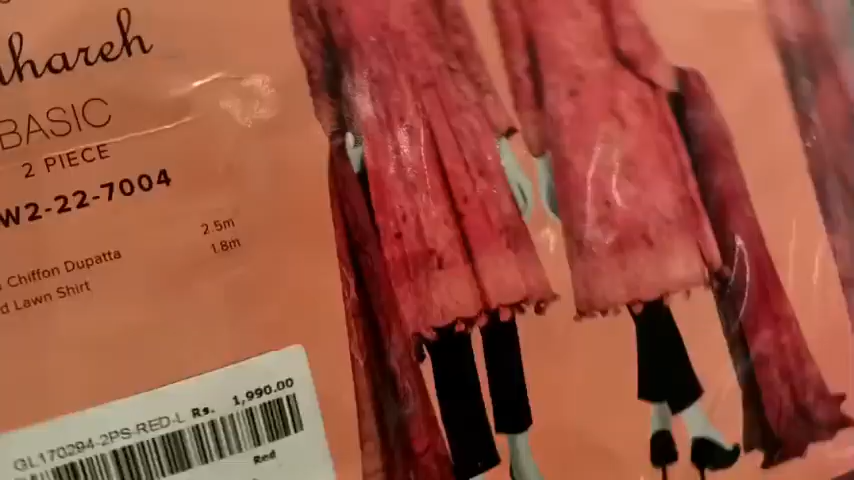 BASIC
2 PIECE
W2-22-7004
Chiffon Dupatta 2.5m
Lawn Shirt 1.8m
GL170294-2PS-RED-L Rs. 1,990.00
Red